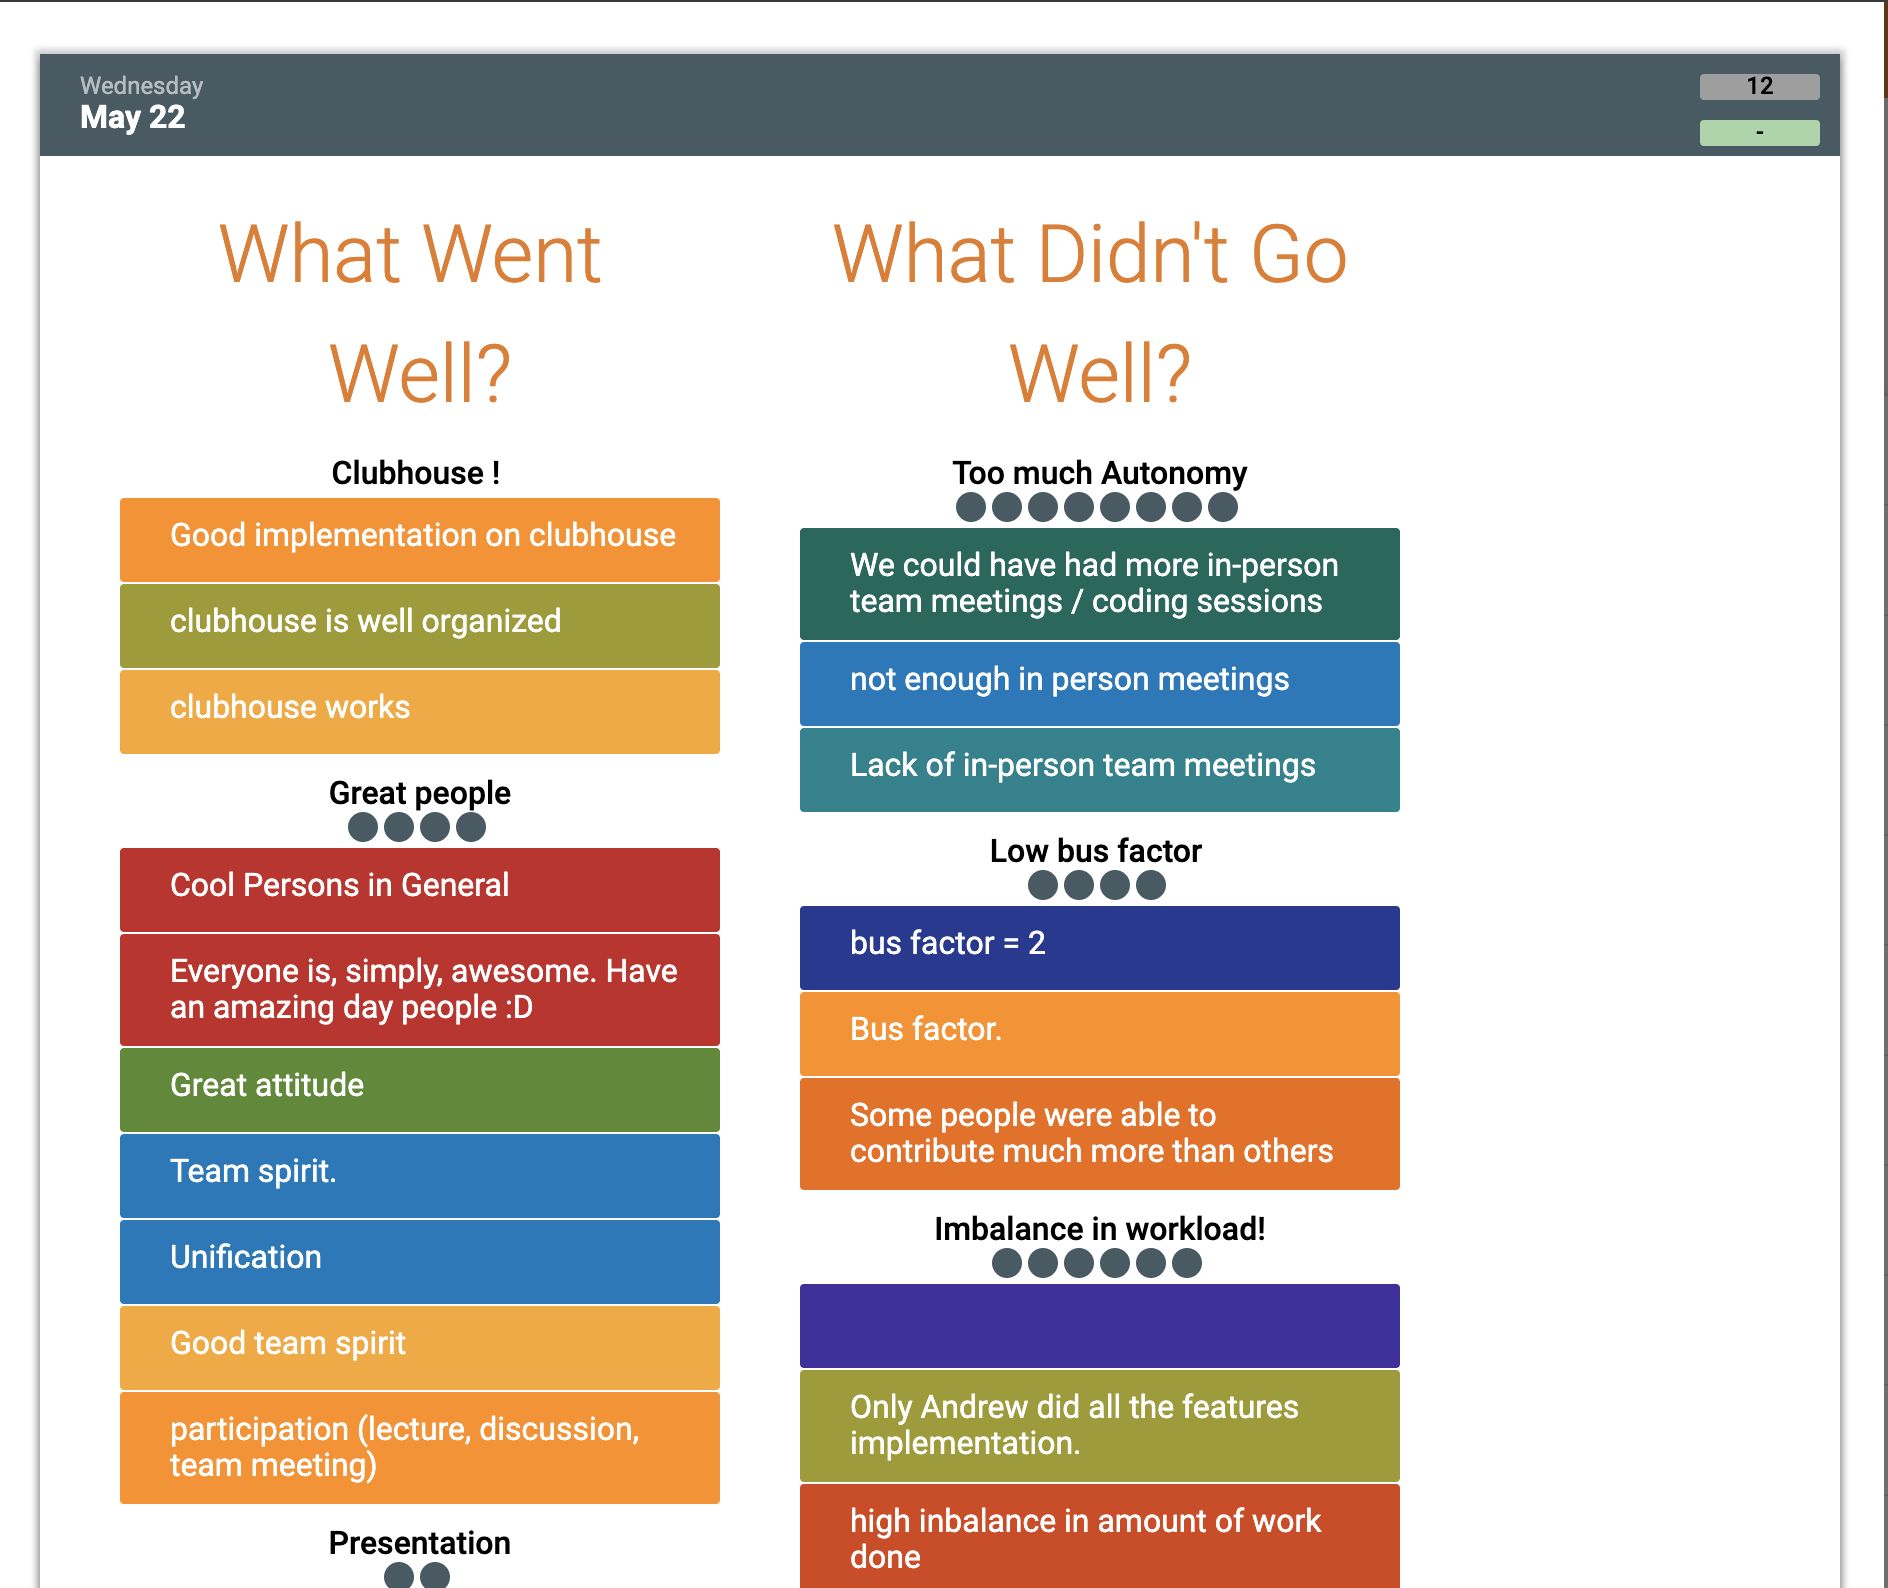 Wednesday
May 22
12
-
What Went
Well?
Clubhouse !
Good implementation on clubhouse
clubhouse is well organized
clubhouse works
Great people
Cool Persons in General
Everyone is, simply, awesome. Have
an amazing day people :D
Great attitude
Team spirit.
Unification
Good team spirit
participation (lecture, discussion,
team meeting)
Presentation
What Didn't Go
Well?
Too much Autonomy
We could have had more in-person
team meetings / coding sessions
not enough in person meetings
Lack of in-person team meetings
Low bus factor
bus factor = 2
Bus factor.
Some people were able to
contribute much more than others
Imbalance in workload!
Only Andrew did all the features
implementation.
high inbalance in amount of work
done